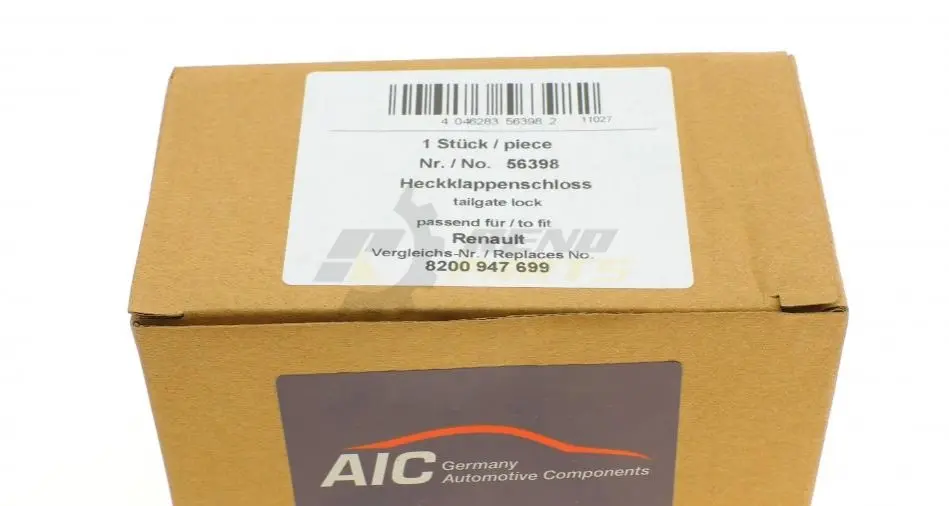 4 046283 56398 2 11027
1 Stück / piece
Nr. / No. 56398
Heckklappenschloss
tailgate lock
passend für / to fit
Renault
Vergleichs-Nr. / Replaces No.
8200 947 699
AIC Germany
Automotive Components